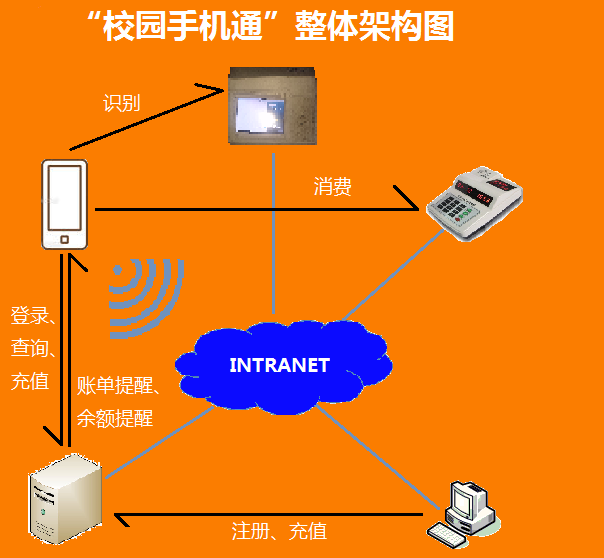 “校园手机通”整体架构图
识别
消费
登录、
查询、
充值
账单提醒、
余额提醒
INTRANET
注册、充值